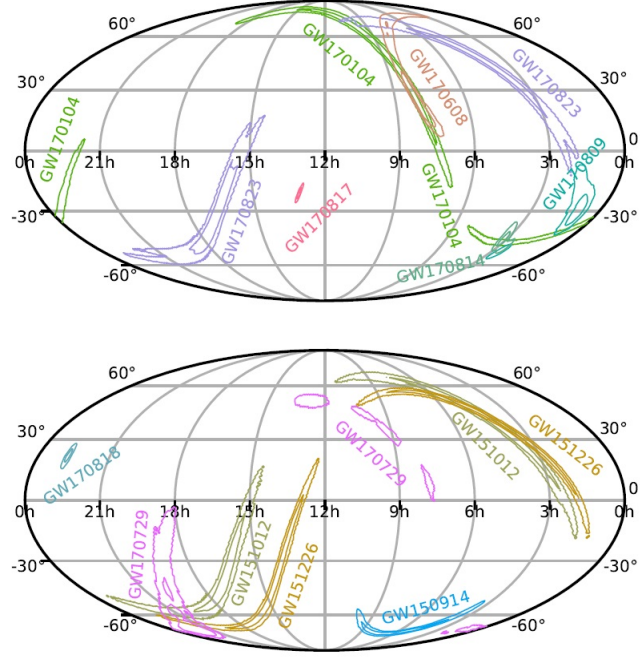 60°
60°
GW170104
GW170608
GW170823
30°
30°
GW170104
0h
21h
18h
15h
12h
9h
6h
3h
0h
0
GW170809
GW170823
GW170817
GW170104
-30°
-30°
GW170814
-60°
-60°
60°
60°
GW151226
GW151012
GW170729
30°
30°
GW170818
0h
21h
18h
15h
12h
9h
6h
3h
0h
0
GW170729
GW151012
GW151226
-30°
-30°
GW150914
-60°
-60°